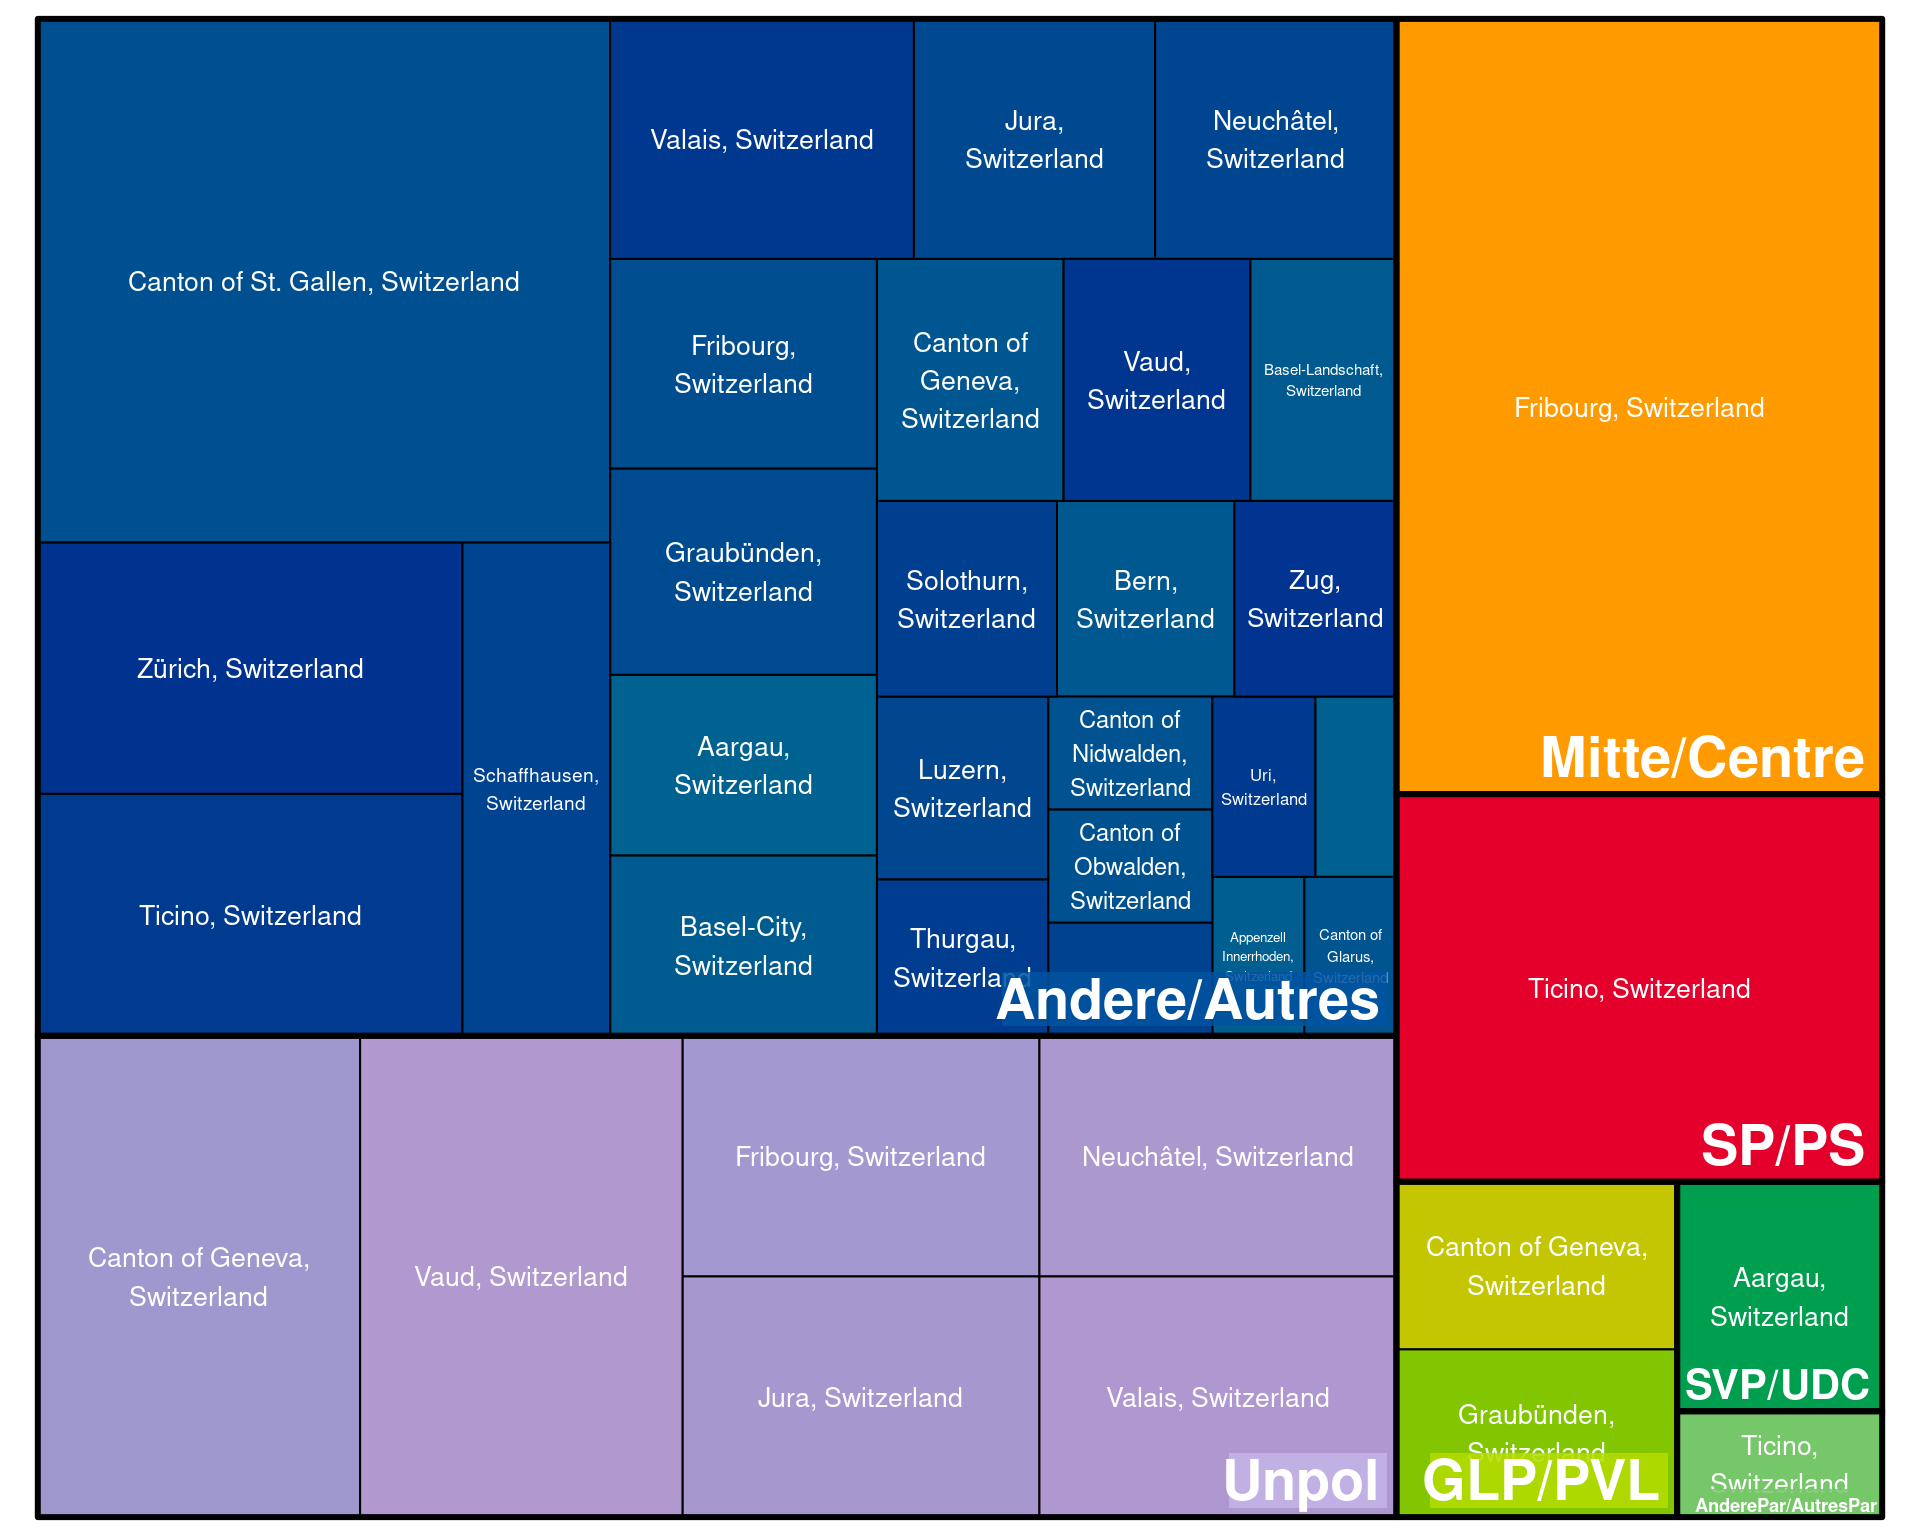 Canton of St. Gallen, Switzerland
Valais, Switzerland
Jura,
Switzerland
Neuchâtel,
Switzerland
Fribourg,
Switzerland
Canton of
Geneva,
Switzerland
Vaud,
Switzerland
Basel-Landschaft,
Switzerland
Graubünden,
Switzerland
Solothurn,
Switzerland
Bern,
Switzerland
Zug,
Switzerland
Zürich, Switzerland
Schaffhausen,
Switzerland
Ticino, Switzerland
Aargau,
Switzerland
Basel-City,
Switzerland
Luzern,
Switzerland
Thurgau,
Switzerland
Canton of
Nidwalden,
Switzerland
Canton of
Obwalden,
Switzerland
Uri,
Switzerland
Appenzell
Innerrhoden,
Switzerland
Canton of
Glarus,
Switzerland
Andere/Autres
Fribourg, Switzerland
Mitte/Centre
Ticino, Switzerland
SP/PS
Canton of Geneva,
Switzerland
Vaud, Switzerland
Fribourg, Switzerland
Neuchâtel, Switzerland
Jura, Switzerland
Valais, Switzerland
Unpol
Canton of Geneva,
Switzerland
Graubünden,
Switzerland
GLP/PVL
Aargau,
Switzerland
SVP/UDC
Ticino,
Switzerland
AnderePar/AutresPar